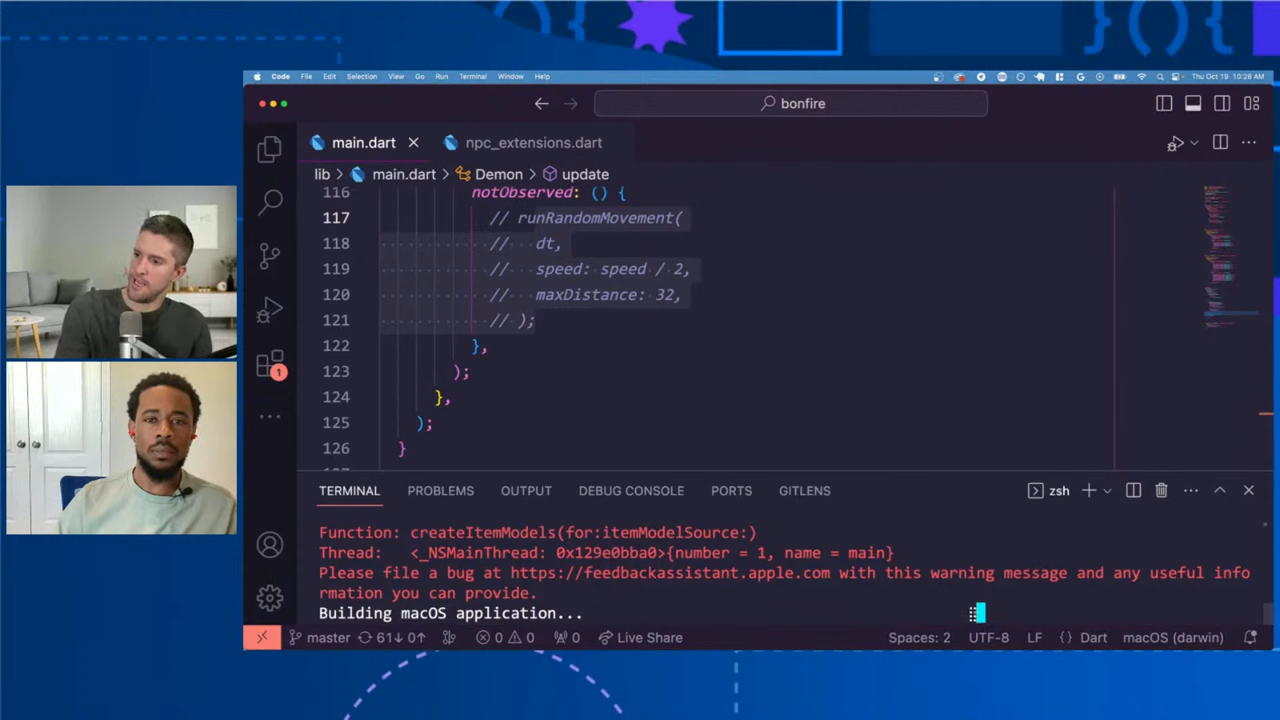 Code File Edit Selection View Go Run Terminal Window Help Thu Oct 19 10:26 AM
bonfire
main.dart npc_extensions.dart
lib main.dart Demon update
116 notObserved: () {
117 // runRandomMovement(
118 // dt,
119 // speed: speed / 2,
120 // maxDistance: 32,
121 // );
122 },
123 );
124 },
125 );
126 }
1
TERMINAL PROBLEMS OUTPUT DEBUG CONSOLE PORTS GITLENS zsh
Function: createItemModels(for:itemModelSource:)
Thread: <_NSMainThread: 0x129e0bba0>{number = 1, name = main}
Please file a bug at https://feedbackassistant.apple.com with this warning message and any useful info
rmation you can provide.
Building macOS application...
master 61↓ 0↑ 0 0 0 Live Share Spaces: 2 UTF-8 LF {} Dart macOS (darwin)